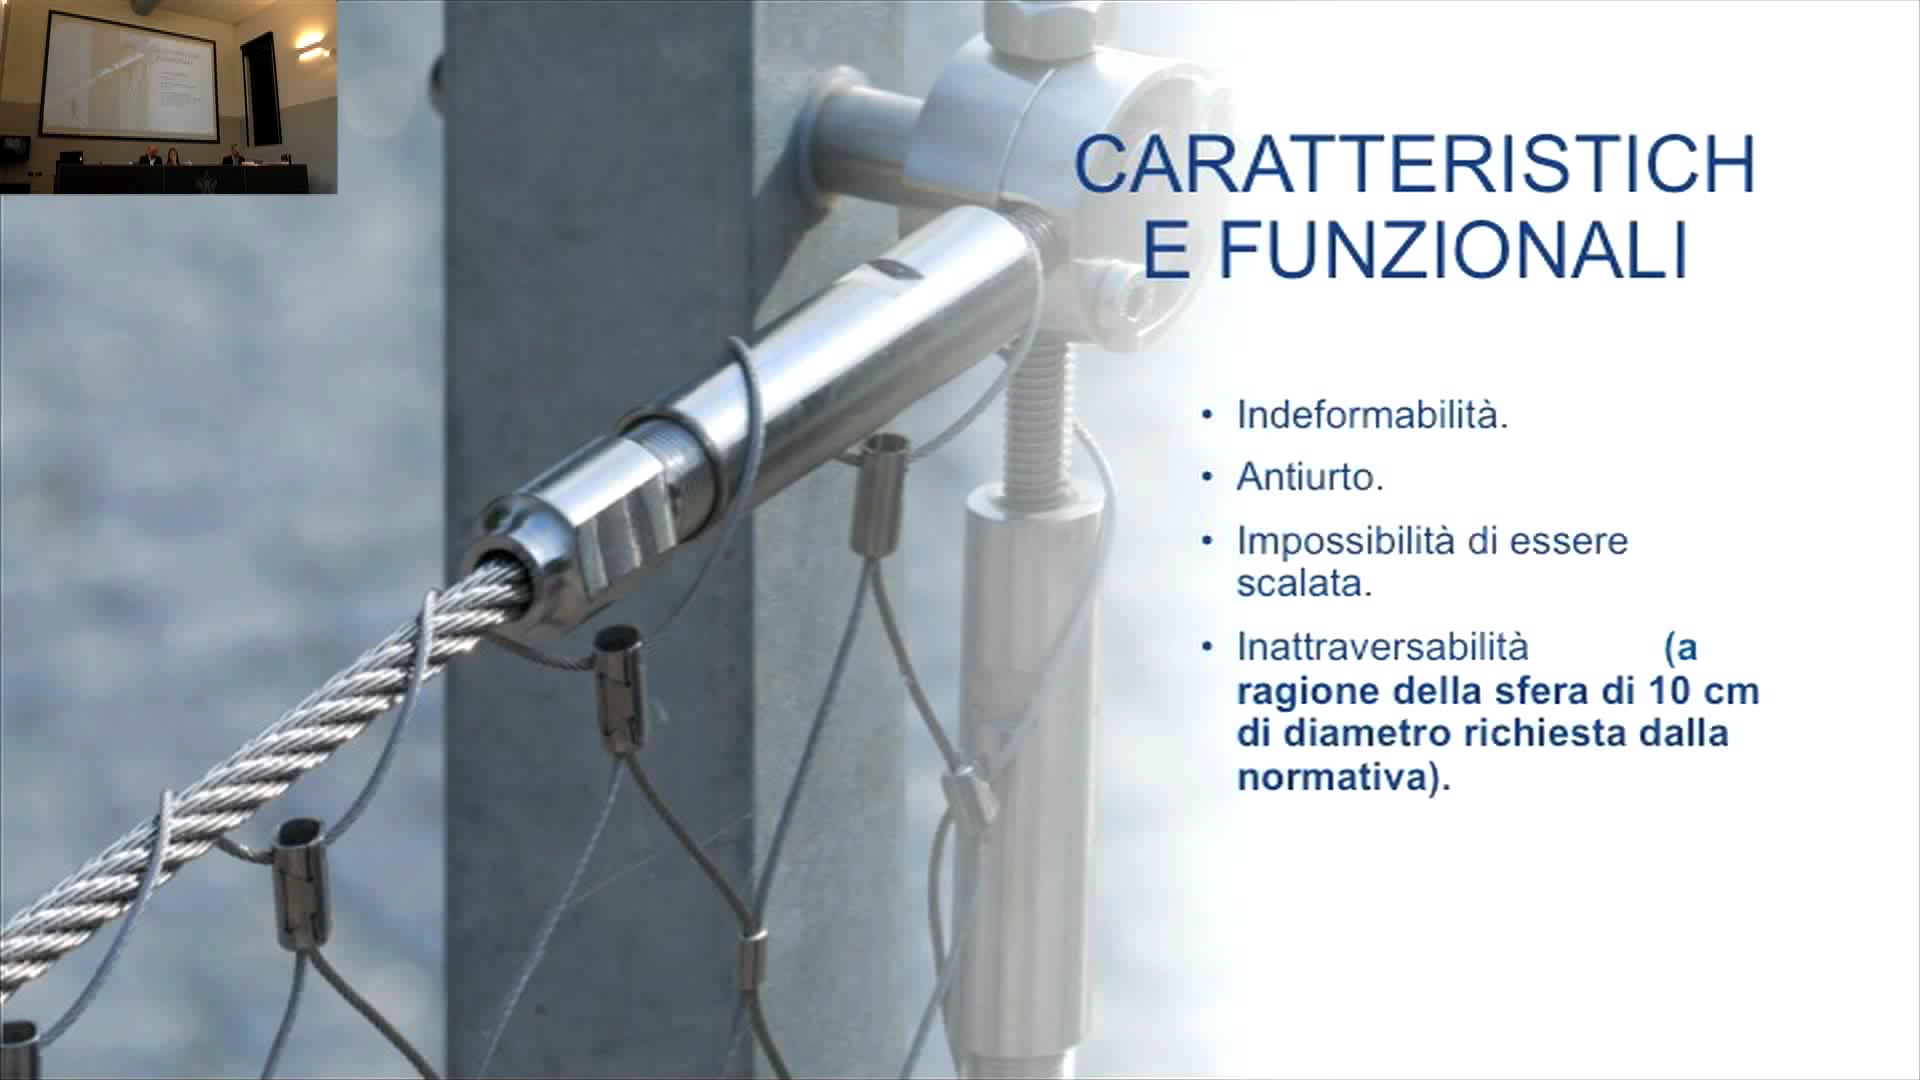 CARATTERISTICH
E FUNZIONALI
• Indeformabilità.
• Antiurto.
• Impossibilità di essere
scalata.
• Inattraversabilità (a
ragione della sfera di 10 cm
di diametro richiesta dalla
normativa).